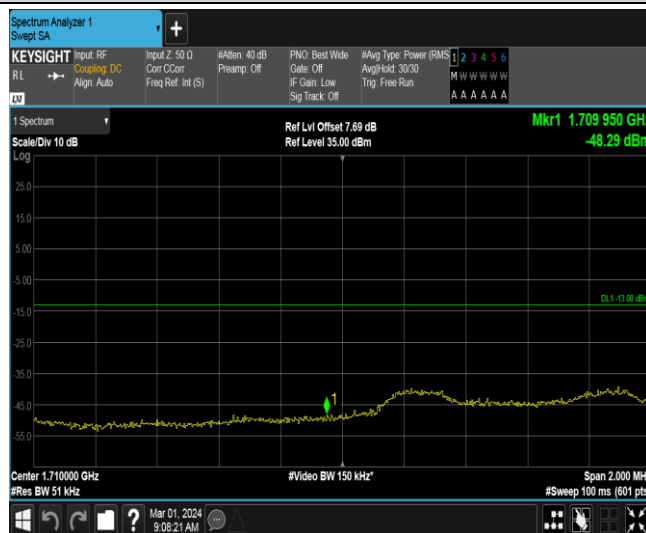 Spectrum Analyzer 1
Swept SA
+
KEYSIGHT
RL
LXI
Input: RF
Coupling: DC
Align: Auto
Input Z: 50 Ω
Corr CCorr
Freq Ref: Int (S)
#Atten: 40 dB
Preamp: Off
PNO: Best Wide
Gate: Off
IF Gain: Low
Sig Track: Off
#Avg Type: Power (RMS
Avg|Hold: 30/30
Trig: Free Run
1 2 3 4 5 6
M W W W W W
A A A A A A
1 Spectrum
Scale/Div 10 dB
Ref Lvl Offset 7.69 dB
Ref Level 35.00 dBm
Mkr1 1.709 950 GHz
-48.29 dBm
Log
25.0
15.0
5.00
-5.00
DL1 -13.00 dBm
-15.0
-25.0
-35.0
1
-45.0
-55.0
Center 1.710000 GHz
#Res BW 51 kHz
#Video BW 150 kHz*
Span 2.000 MH
#Sweep 100 ms (601 pts
?
Mar 01, 2024
9:08:21 AM